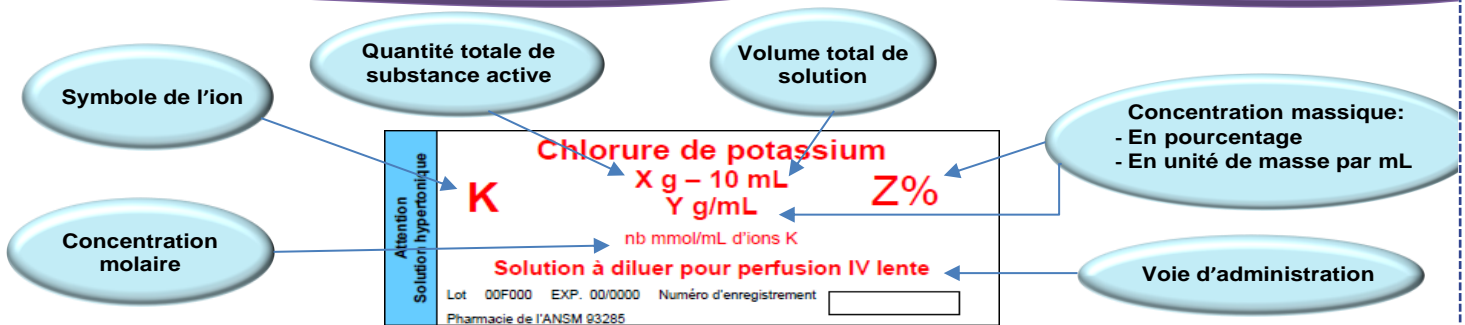 Quantité totale de
substance active
Volume total de
solution
Symbole de l'ion
Concentration massique:
- En pourcentage
- En unité de masse par mL
Concentration
molaire
Voie d'administration
Attention
Solution hypertonique
Chlorure de potassium
K
X g – 10 mL
Z%
Y g/mL
nb mmol/mL d'ions K
Solution à diluer pour perfusion IV lente
Lot 00F000 EXP. 00/0000 Numéro d'enregistrement
Pharmacie de l'ANSM 93285